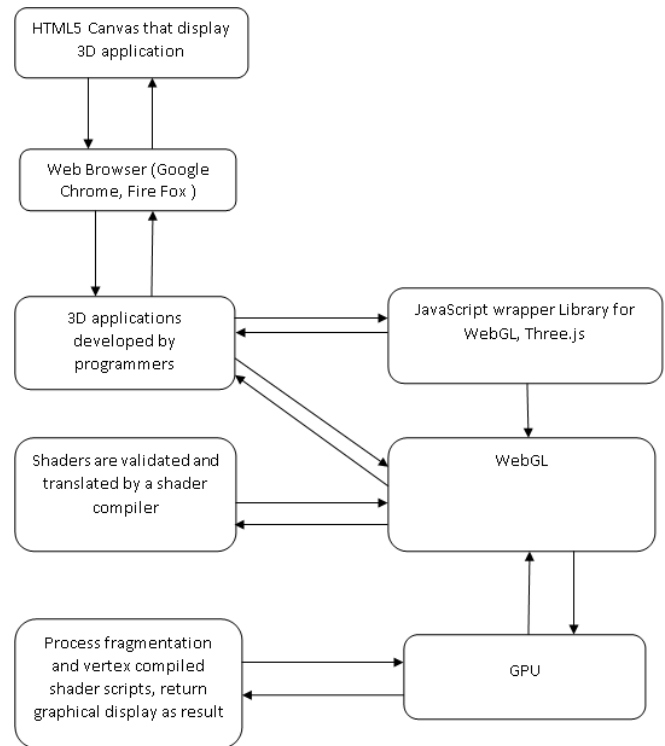 HTML5 Canvas that display
3D application
Web Browser (Google
Chrome, Fire Fox )
3D applications
developed by
programmers
JavaScript wrapper Library for
WebGL, Three.js
Shaders are validated and
translated by a shader
compiler
WebGL
Process fragmentation
and vertex compiled
shader scripts, return
graphical display as result
GPU